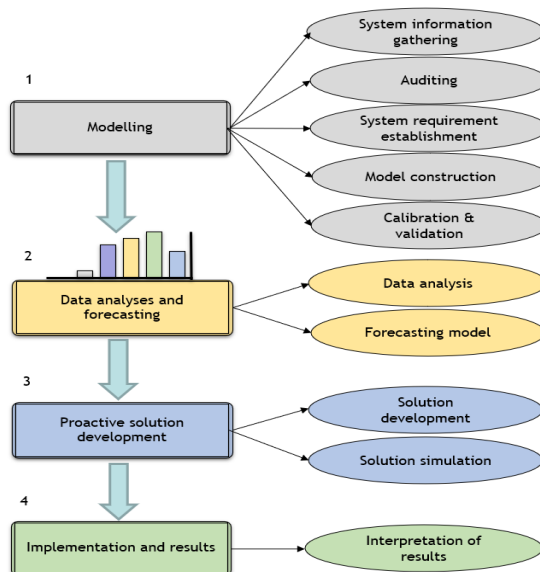 System information
gathering
1
Auditing
Modelling
System requirement
establishment
Model construction
Calibration &
validation
2
Data analyses and
forecasting
Data analysis
Forecasting model
3
Proactive solution
development
Solution
development
Solution simulation
4
Implementation and results
Interpretation of
results